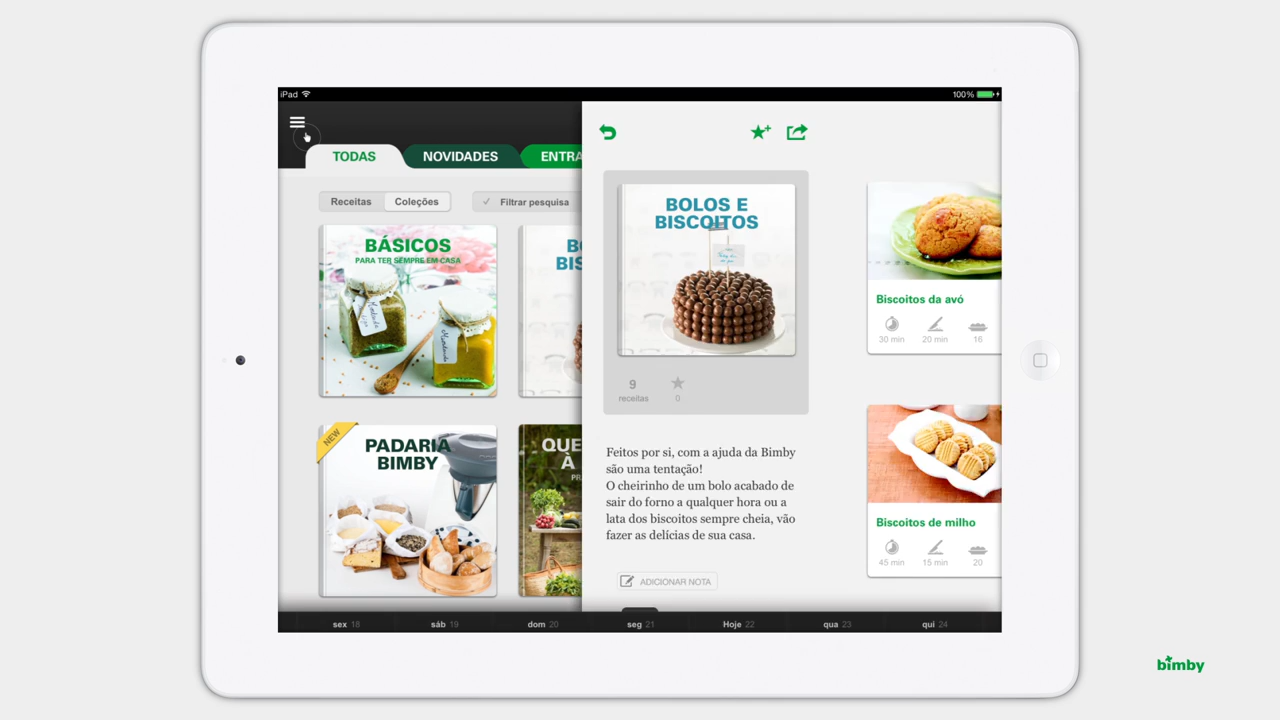 iPad
100%
TODAS
NOVIDADES
ENTRA
Receitas
Coleções
Filtrar pesquisa
BÁSICOS
PARA TER SEMPRE EM CASA
BO
BIS
NEW
PADARIA
BIMBY
QUE
À
PR
BOLOS E
BISCOITOS
9
receitas
0
Feitos por si, com a ajuda da Bimby
são uma tentação!
O cheirinho de um bolo acabado de
sair do forno a qualquer hora ou a
lata dos biscoitos sempre cheia, vão
fazer as delícias de sua casa.
ADICIONAR NOTA
Biscoitos da avó
30 min
20 min
16
Biscoitos de milho
45 min
15 min
20
sex 18
sáb 19
dom 20
seg 21
Hoje 22
qua 23
qui 24
bimby